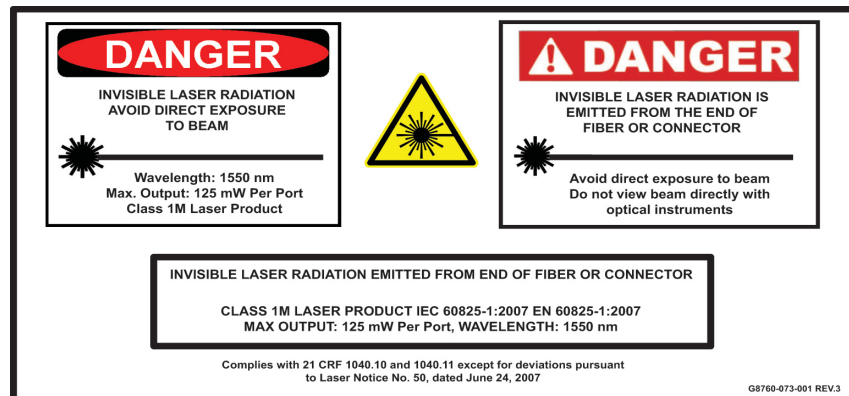 DANGER
INVISIBLE LASER RADIATION
AVOID DIRECT EXPOSURE
TO BEAM
Wavelength: 1550 nm
Max. Output: 125 mW Per Port
Class 1M Laser Product
DANGER
INVISIBLE LASER RADIATION IS
EMITTED FROM THE END OF
FIBER OR CONNECTOR
Avoid direct exposure to beam
Do not view beam directly with
optical instruments
INVISIBLE LASER RADIATION EMITTED FROM END OF FIBER OR CONNECTOR
CLASS 1M LASER PRODUCT IEC 60825-1:2007 EN 60825-1:2007
MAX OUTPUT: 125 mW Per Port, WAVELENGTH: 1550 nm
Complies with 21 CRF 1040.10 and 1040.11 except for deviations pursuant
to Laser Notice No. 50, dated June 24, 2007
G8760-073-001 REV.3